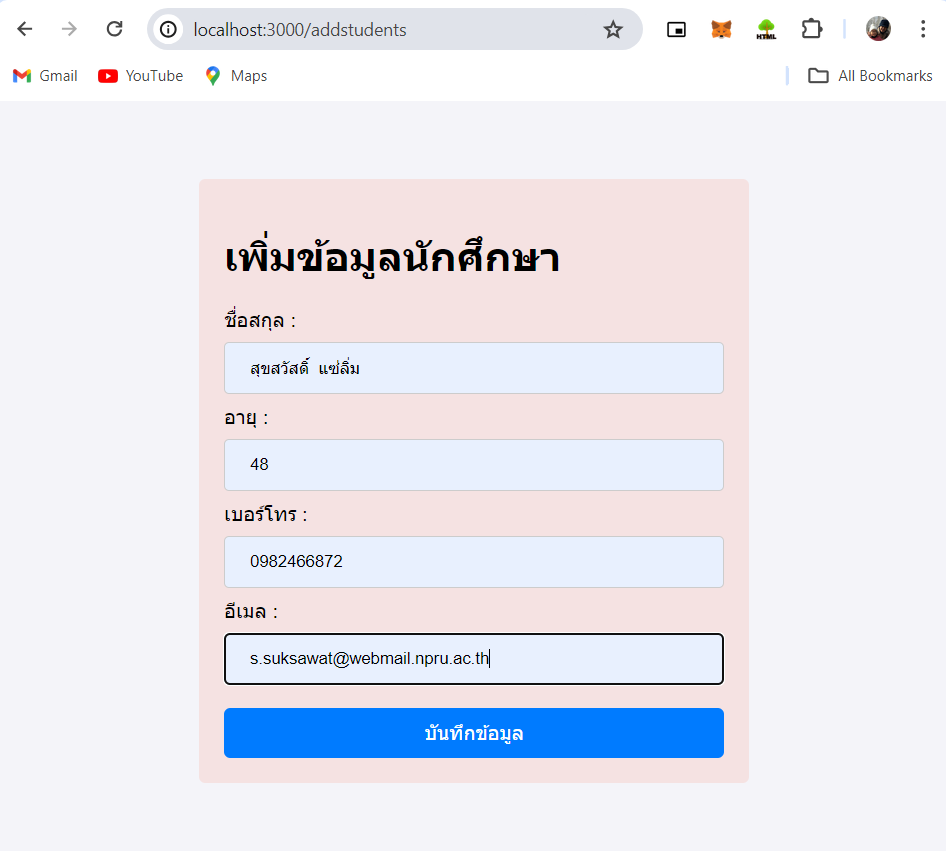 localhost:3000/addstudents
HTML
Gmail YouTube Maps All Bookmarks
เพิ่มข้อมูลนักศึกษา
ชื่อสกุล :
สุขสวัสดิ์ แซ่ลิ่ม
อายุ :
48
เบอร์โทร :
0982466872
อีเมล :
s.suksawat@webmail.npru.ac.th
บันทึกข้อมูล